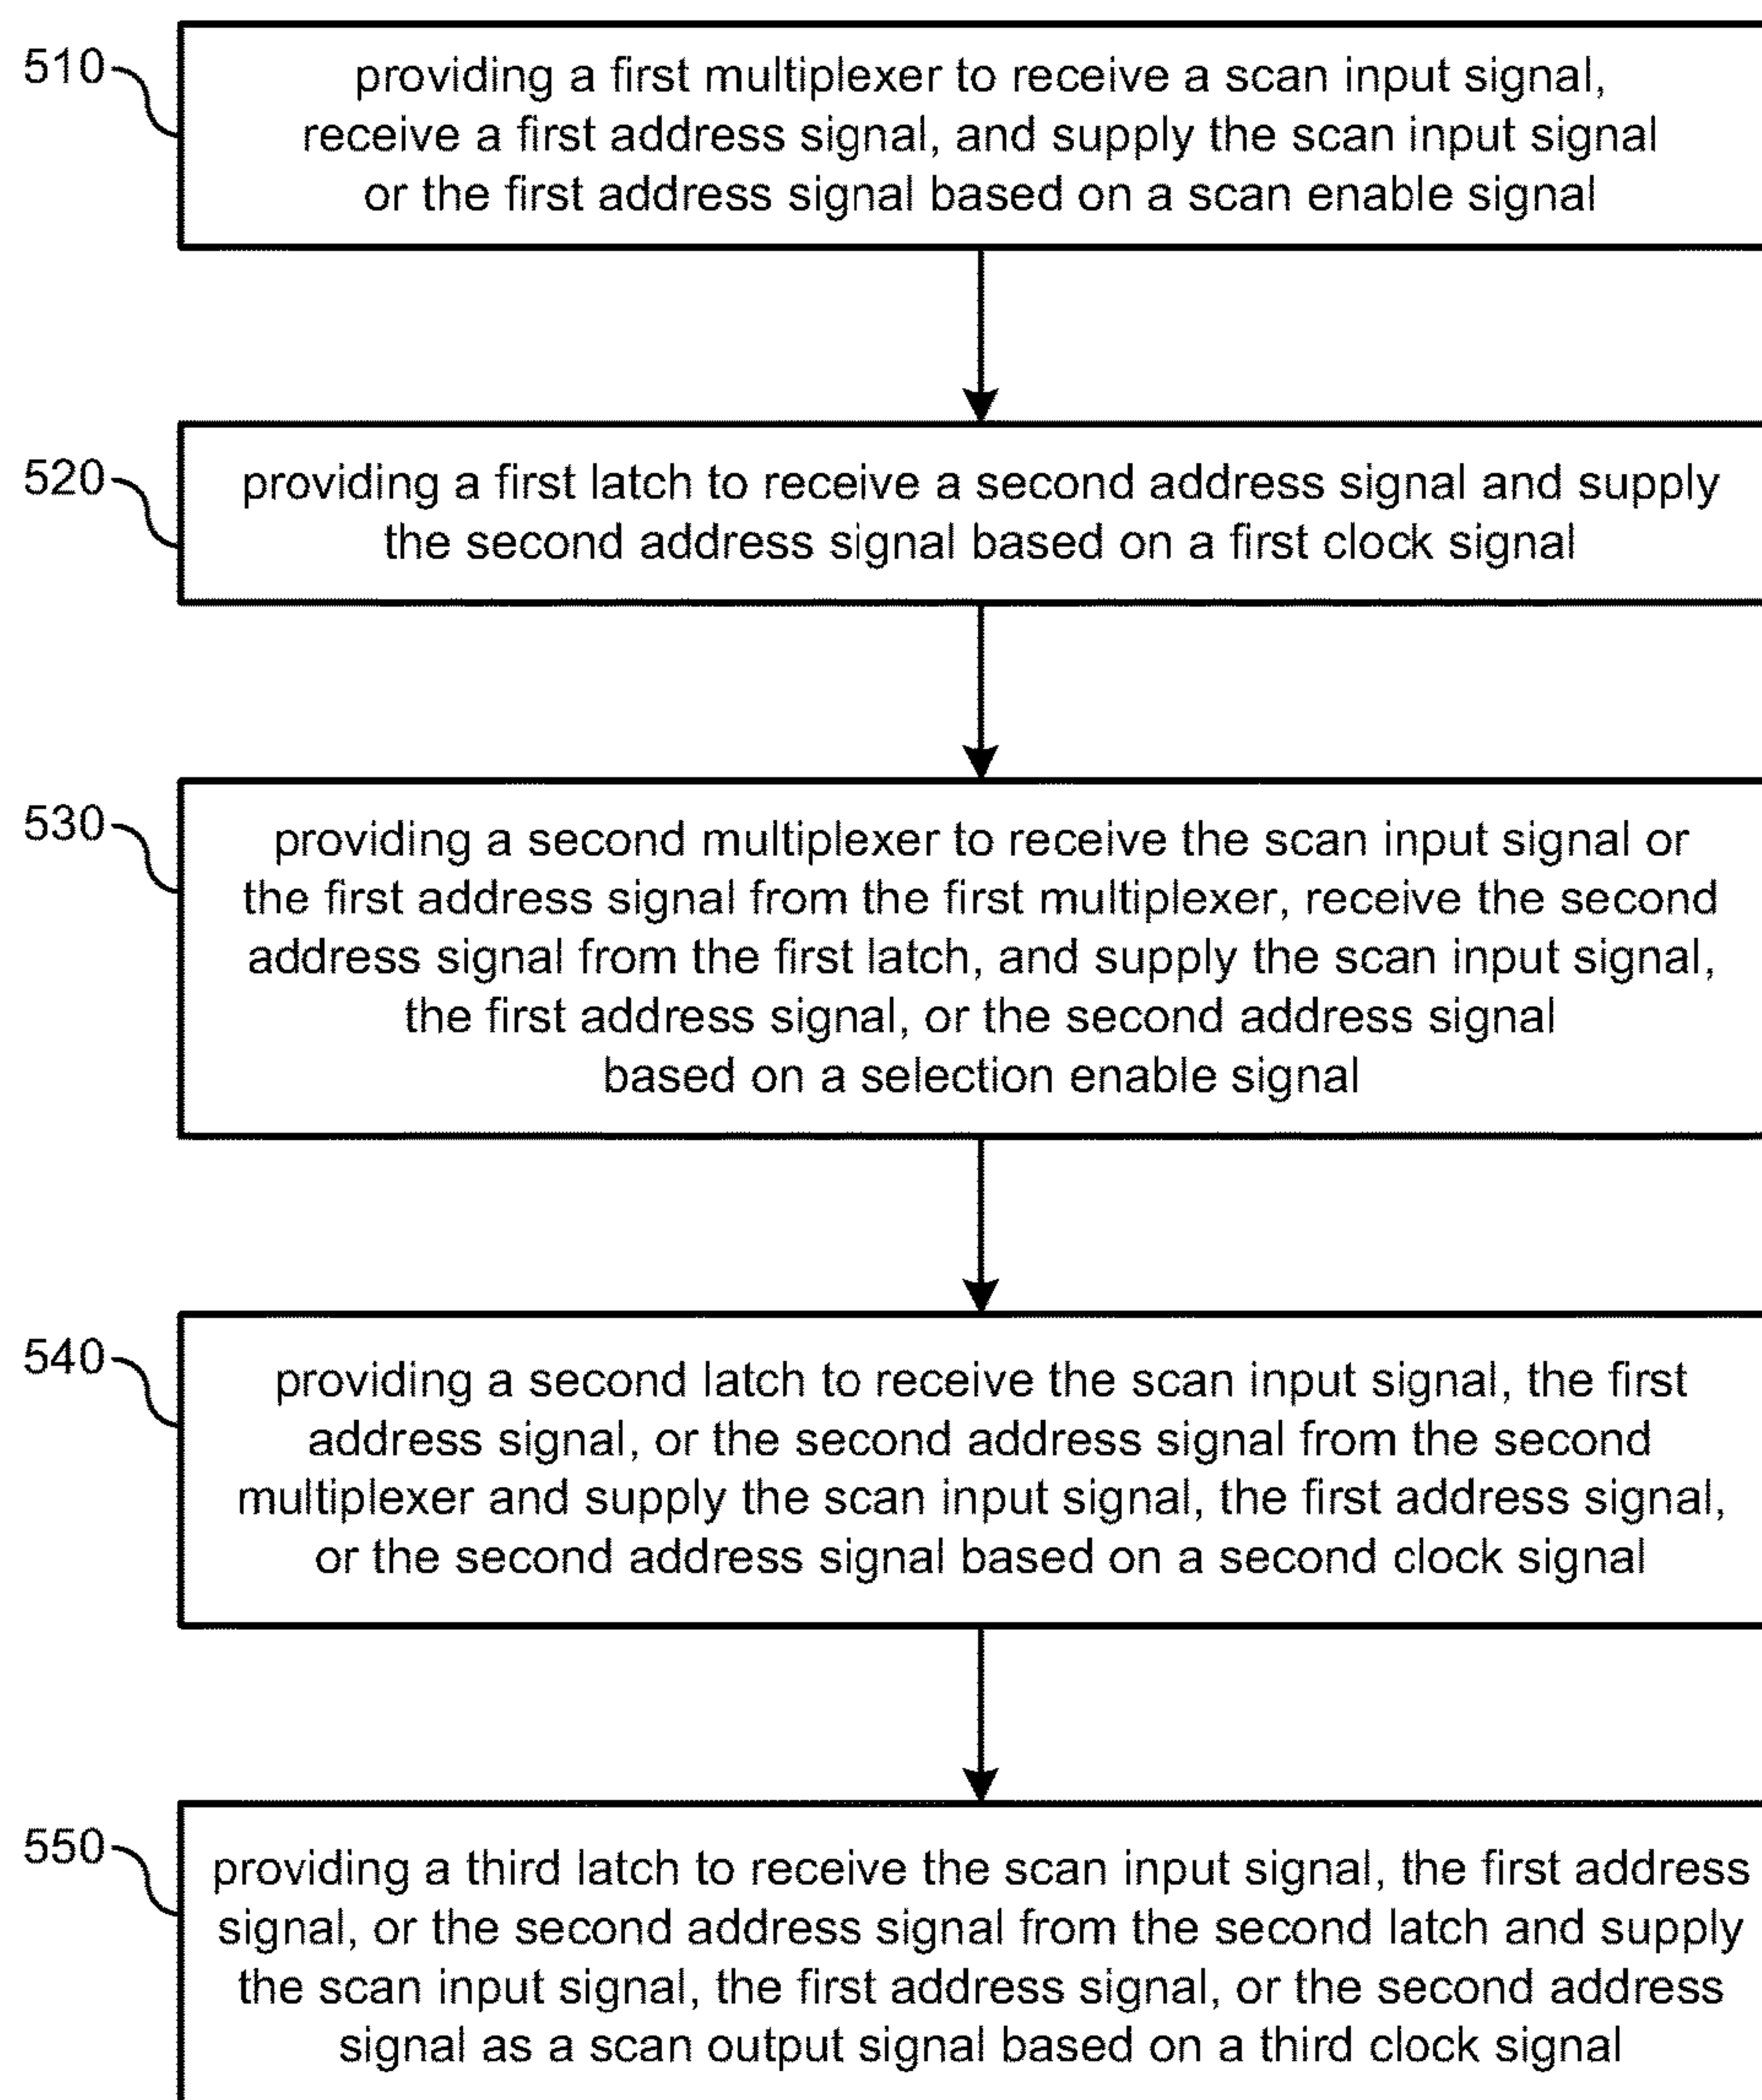 510
providing a first multiplexer to receive a scan input signal,
receive a first address signal, and supply the scan input signal
or the first address signal based on a scan enable signal
520
providing a first latch to receive a second address signal and supply
the second address signal based on a first clock signal
530
providing a second multiplexer to receive the scan input signal or
the first address signal from the first multiplexer, receive the second
address signal from the first latch, and supply the scan input signal,
the first address signal, or the second address signal
based on a selection enable signal
540
providing a second latch to receive the scan input signal, the first
address signal, or the second address signal from the second
multiplexer and supply the scan input signal, the first address signal,
or the second address signal based on a second clock signal
550
providing a third latch to receive the scan input signal, the first address
signal, or the second address signal from the second latch and supply
the scan input signal, the first address signal, or the second address
signal as a scan output signal based on a third clock signal